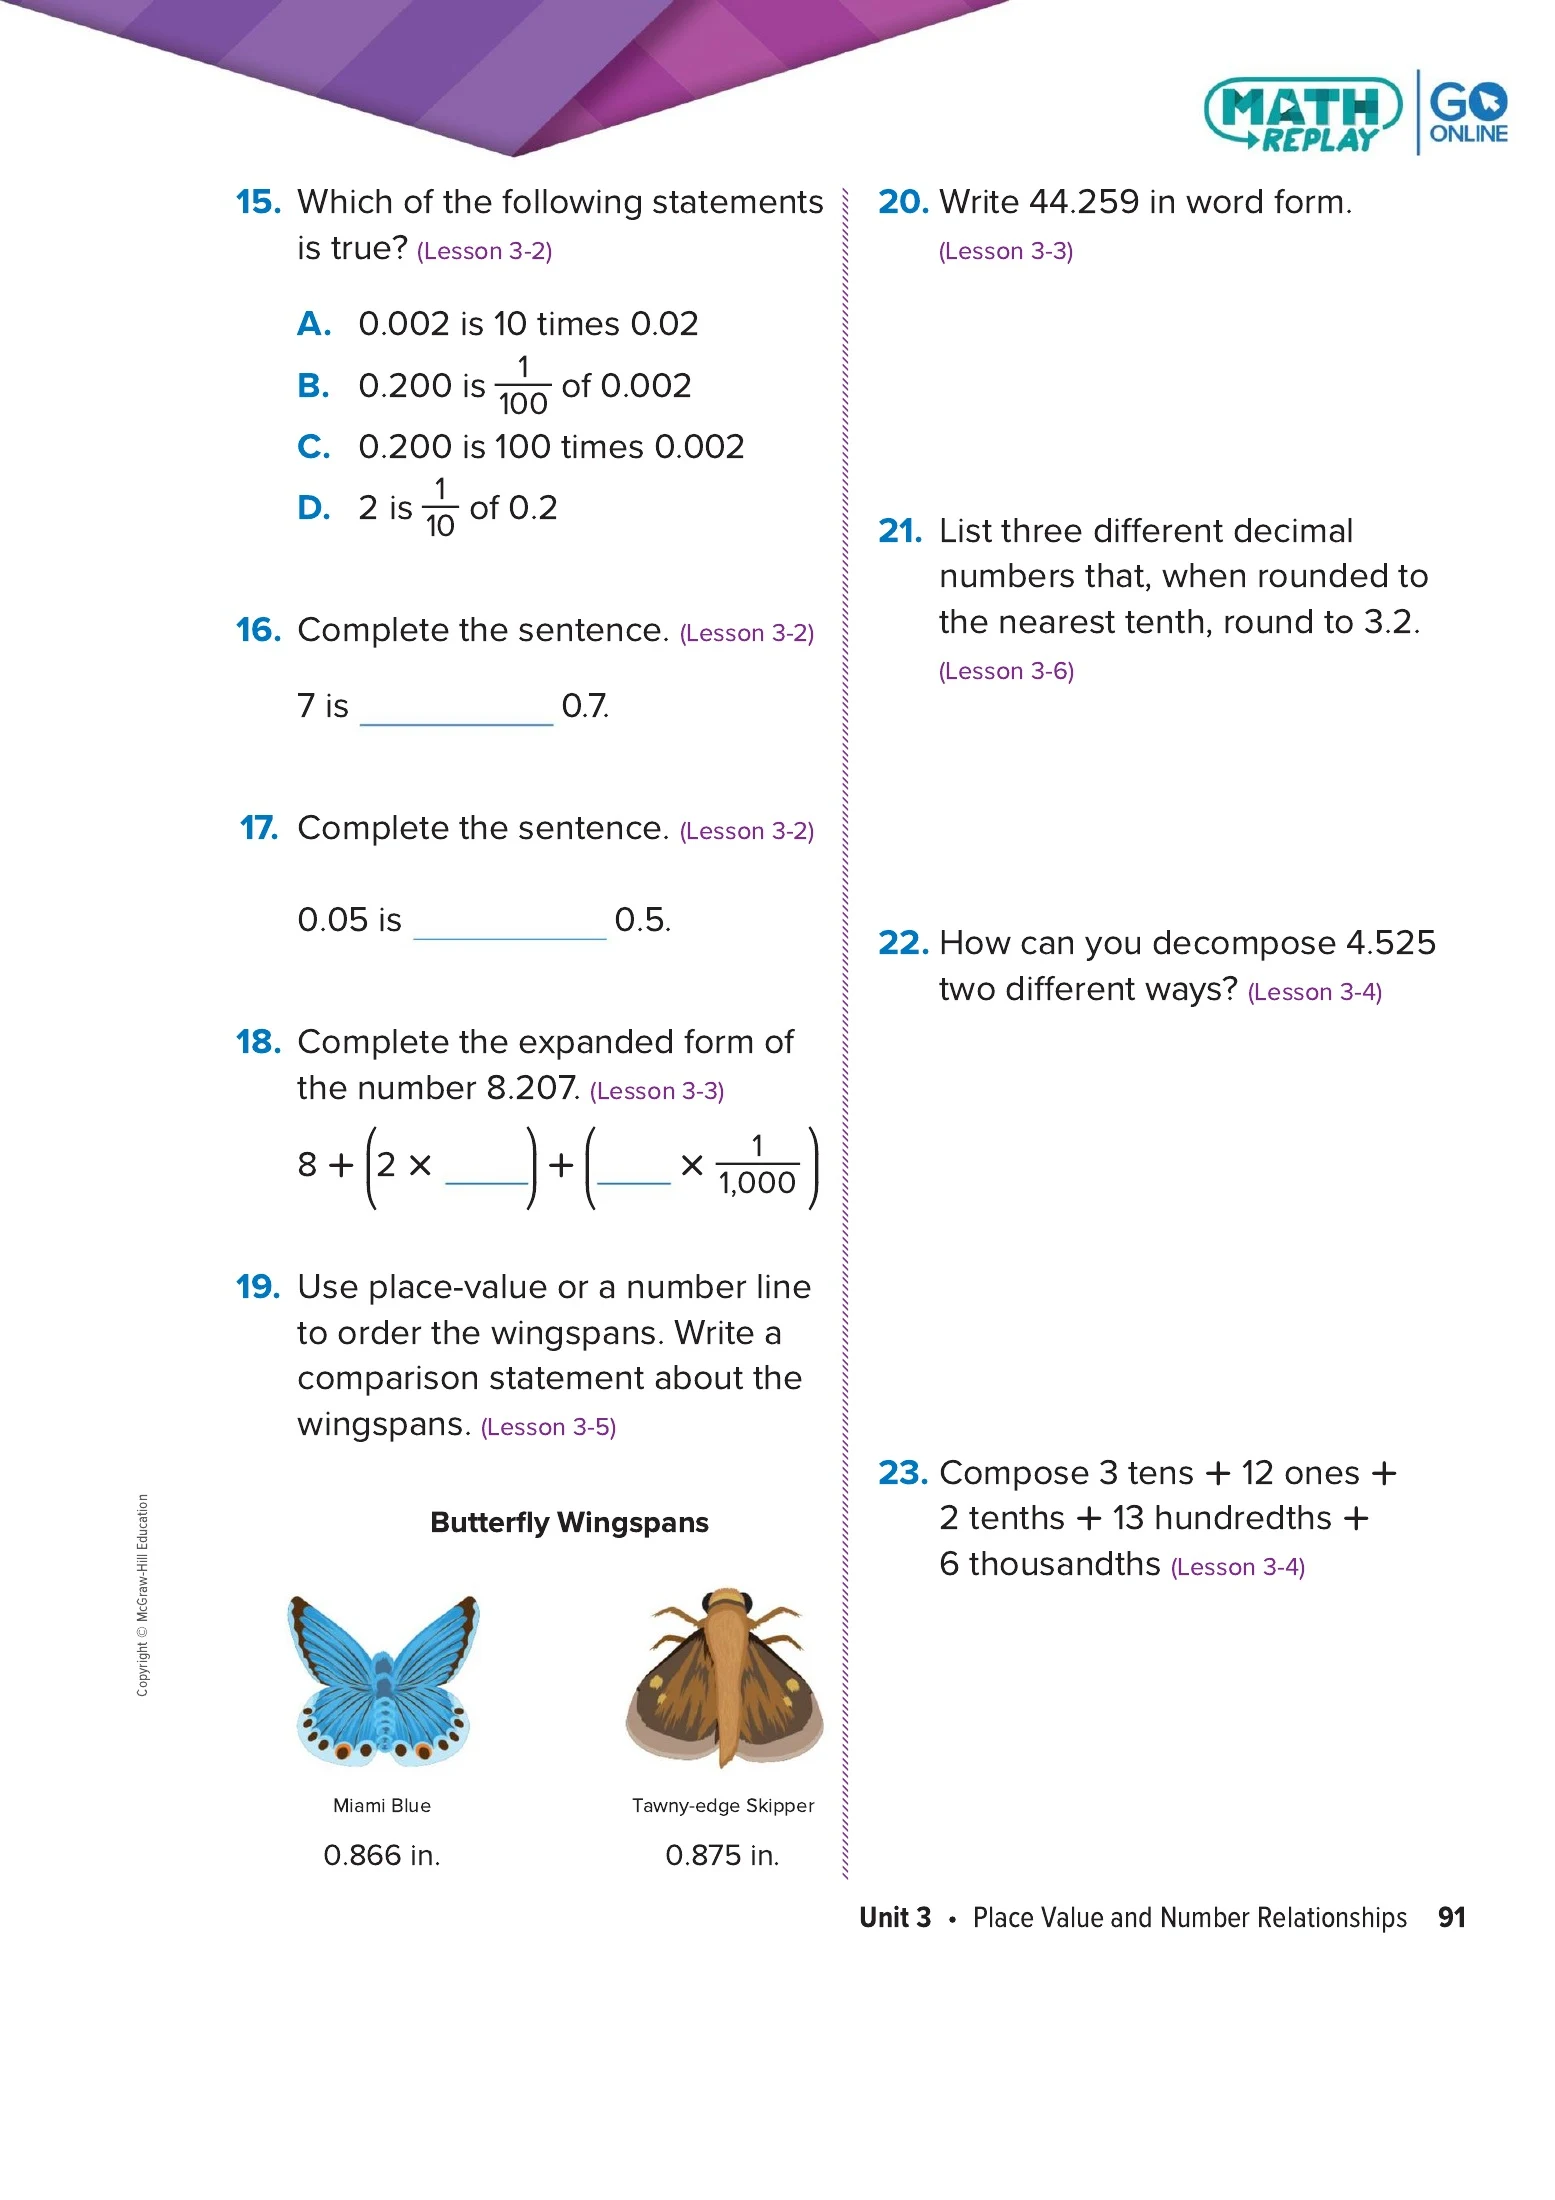 MATH REPLAY
GO ONLINE
15. Which of the following statements
is true? (Lesson 3-2)
A. 0.002 is 10 times 0.02
B. 0.200 is 1/100 of 0.002
C. 0.200 is 100 times 0.002
D. 2 is 1/10 of 0.2
16. Complete the sentence. (Lesson 3-2)
7 is ____ 0.7.
17. Complete the sentence. (Lesson 3-2)
0.05 is ____ 0.5.
18. Complete the expanded form of
the number 8.207. (Lesson 3-3)
8 + (2 × ____) + (____ × 1/1,000)
19. Use place-value or a number line
to order the wingspans. Write a
comparison statement about the
wingspans. (Lesson 3-5)
Butterfly Wingspans
Miami Blue
0.866 in.
Tawny-edge Skipper
0.875 in.
20. Write 44.259 in word form.
(Lesson 3-3)
21. List three different decimal
numbers that, when rounded to
the nearest tenth, round to 3.2.
(Lesson 3-6)
22. How can you decompose 4.525
two different ways? (Lesson 3-4)
23. Compose 3 tens + 12 ones +
2 tenths + 13 hundredths +
6 thousandths (Lesson 3-4)
Copyright © McGraw-Hill Education
Unit 3 • Place Value and Number Relationships 91